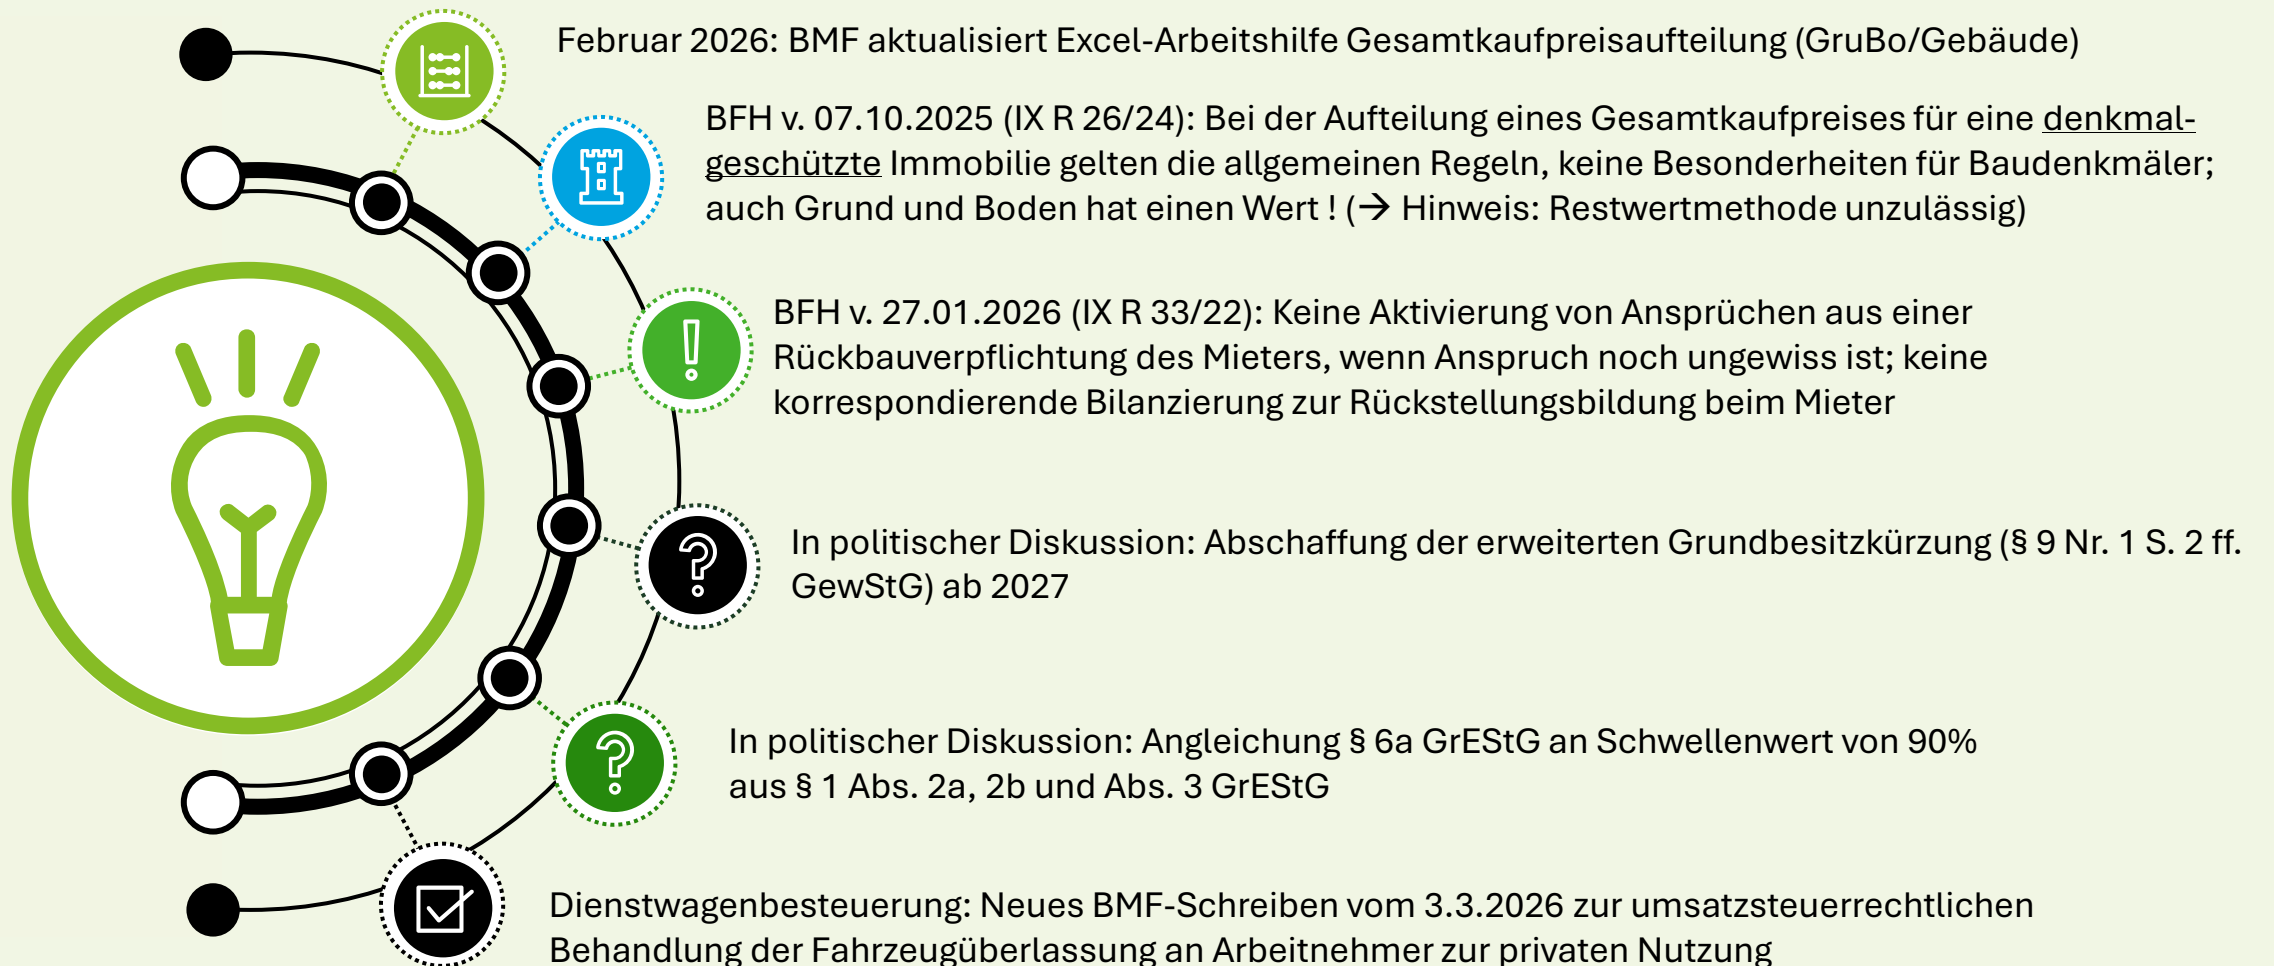 Februar 2026: BMF aktualisiert Excel-Arbeitshilfe Gesamtkaufpreisaufteilung (GruBo/Gebäude)
BFH v. 07.10.2025 (IX R 26/24): Bei der Aufteilung eines Gesamtkaufpreises für eine denkmal-
geschützte Immobilie gelten die allgemeinen Regeln, keine Besonderheiten für Baudenkmäler;
auch Grund und Boden hat einen Wert ! (→ Hinweis: Restwertmethode unzulässig)
BFH v. 27.01.2026 (IX R 33/22): Keine Aktivierung von Ansprüchen aus einer
Rückbauverpflichtung des Mieters, wenn Anspruch noch ungewiss ist; keine
korrespondierende Bilanzierung zur Rückstellungsbildung beim Mieter
In politischer Diskussion: Abschaffung der erweiterten Grundbesitzkürzung (§ 9 Nr. 1 S. 2 ff.
GewStG) ab 2027
In politischer Diskussion: Angleichung § 6a GrEStG an Schwellenwert von 90%
aus § 1 Abs. 2a, 2b und Abs. 3 GrEStG
Dienstwagenbesteuerung: Neues BMF-Schreiben vom 3.3.2026 zur umsatzsteuerrechtlichen
Behandlung der Fahrzeugüberlassung an Arbeitnehmer zur privaten Nutzung